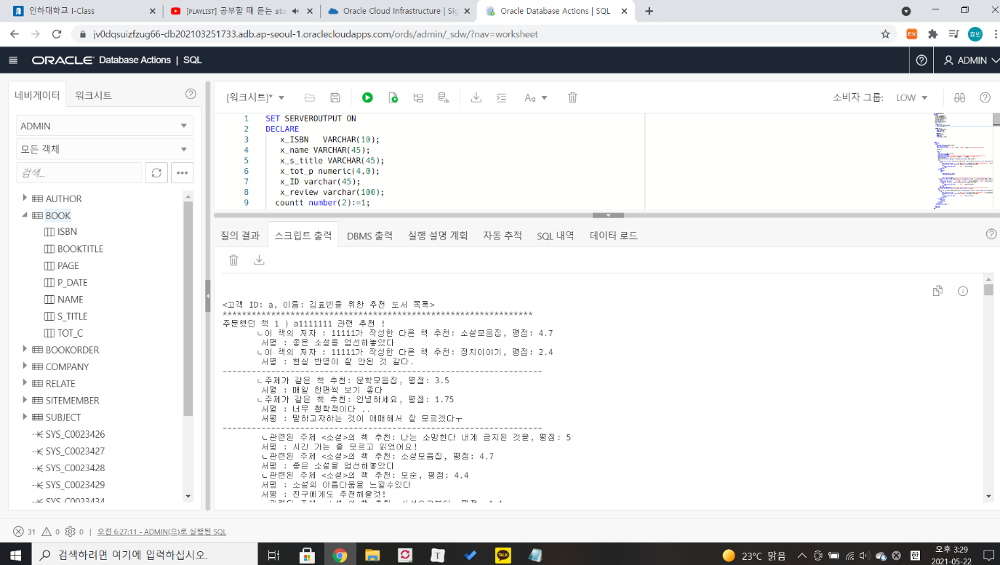 인하대학교 I-Class
[PLAYLIST] 공부할 때 듣는 stu
Oracle Cloud Infrastructure | Sig
Oracle Database Actions | SQL
jv0dqsuizfzug66-db202103251733.adb.ap-seoul-1.oraclecloudapps.com/ords/admin/_sdw/?nav=worksheet
EX
효빈
ORACLE Database Actions | SQL
ADMIN
네비게이터
워크시트
[워크시트]*
Aa
소비자 그룹: LOW
ADMIN
모든 객체
검색...
AUTHOR
BOOK
ISBN
BOOKTITLE
PAGE
P_DATE
NAME
S_TITLE
TOT_C
BOOKORDER
COMPANY
RELATE
SITEMEMBER
SUBJECT
SYS_C0023426
SYS_C0023427
SYS_C0023428
SYS_C0023429
SYS_C0023434
1 SET SERVEROUTPUT ON
2 DECLARE
3 x_ISBN VARCHAR(10);
4 x_name VARCHAR(45);
5 x_s_title VARCHAR(45);
6 x_tot_p numeric(4,0);
7 x_ID varchar(45);
8 x_review varchar(100);
9 countt number(2):=1;
질의 결과
스크립트 출력
DBMS 출력
실행 설명 계획
자동 추적
SQL 내역
데이터 로드
<고객 ID: a, 이름: 김효빈을 위한 추천 도서 목록>
****************************************************************
주문했던 책 1 ) a1111111 관련 추천 !
ㄴ이 책의 저자 : 11111가 작성한 다른 책 추천: 소설모음집, 평점: 4.7
서평 : 좋은 소설을 엄선해놓았다
ㄴ이 책의 저자 : 11111가 작성한 다른 책 추천: 정치이야기, 평점: 2.4
서평 : 현실 반영이 잘 안된 것 같다.
------------------------------------------------------------------
ㄴ주제가 같은 책 추천: 문학모음집, 평점: 3.5
서평 : 매일 한편씩 보기 좋다
ㄴ주제가 같은 책 추천: 안녕하세요, 평점: 1.75
서평 : 너무 철학적이다 ..
서평 : 말하고자하는 것이 애매해서 잘 모르겠다ㅜ
------------------------------------------------------------------
ㄴ관련된 주제 <소설>의 책 추천: 나는 소망한다 내게 금지된 것을, 평점: 5
서평 : 시간 가는 줄 모르고 읽었어요!
ㄴ관련된 주제 <소설>의 책 추천: 소설모음집, 평점: 4.7
서평 : 좋은 소설을 엄선해놓았다
ㄴ관련된 주제 <소설>의 책 추천: 모순, 평점: 4.4
서평 : 소설의 아름다움을 느낄수있다
서평 : 친구에게도 추천해줄것!
31 0 0 | 오전 6:27:11 - ADMIN(으)로 실행된 SQL
검색하려면 여기에 입력하십시오.
T
TALK
23°C 맑음
한
오후 3:29
2021-05-22